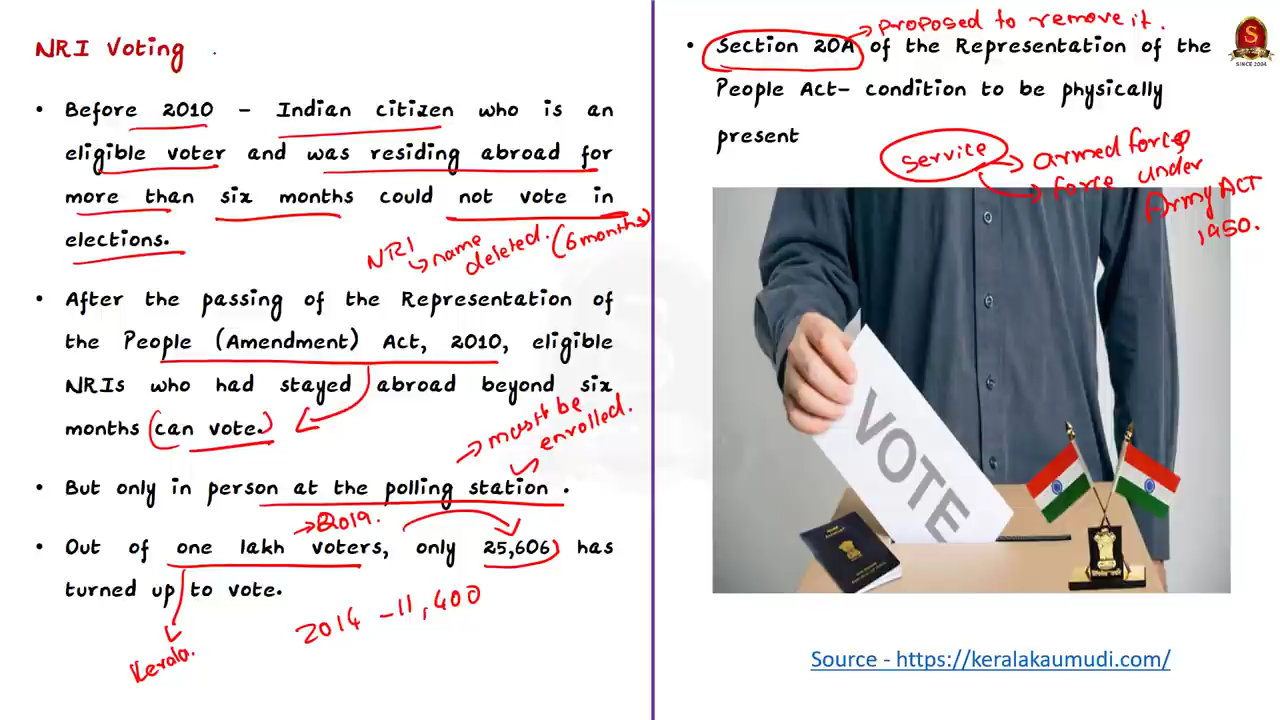 NRI Voting
• Before 2010 – Indian citizen who is an
eligible voter and was residing abroad for
more than six months could not vote in
elections.
NRI name deleted. (6 months)
• After the passing of the Representation of
the People (Amendment) Act, 2010, eligible
NRIs who had stayed abroad beyond six
months (can vote.)
must be
enrolled.
• But only in person at the polling station .
2019.
• Out of one lakh voters, only 25,606) has
turned up to vote.
2014 - 11,400
Kerala.
proposed to remove it.
• Section 20A of the Representation of the
People Act- condition to be physically
present
Service
armed force
force under
Army ACT
1950.
S
SINCE 2004
VOTE
Source - https://keralakaumudi.com/